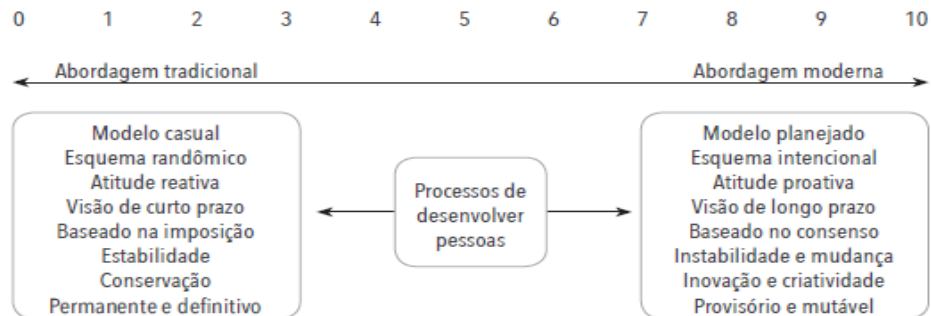 0 1 2 3 4 5 6 7 8 9 10
Abordagem tradicional Abordagem moderna
Modelo casual
Esquema randômico
Atitude reativa
Visão de curto prazo
Baseado na imposição
Estabilidade
Conservação
Permanente e definitivo
Processos de
desenvolver
pessoas
Modelo planejado
Esquema intencional
Atitude proativa
Visão de longo prazo
Baseado no consenso
Instabilidade e mudança
Inovação e criatividade
Provisório e mutável